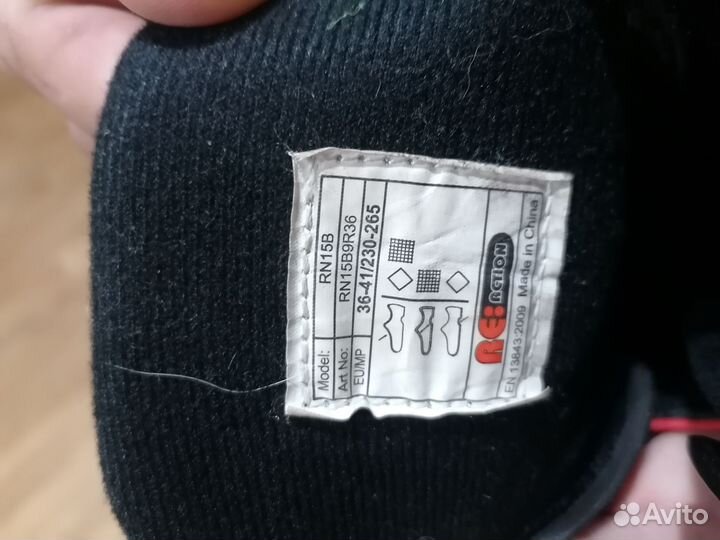 Model: RN15B
Art No: RN15B9R36
EU/MP 36-41/230-265
RE:ACTION
EN 13843:2009 Made in China
Avito